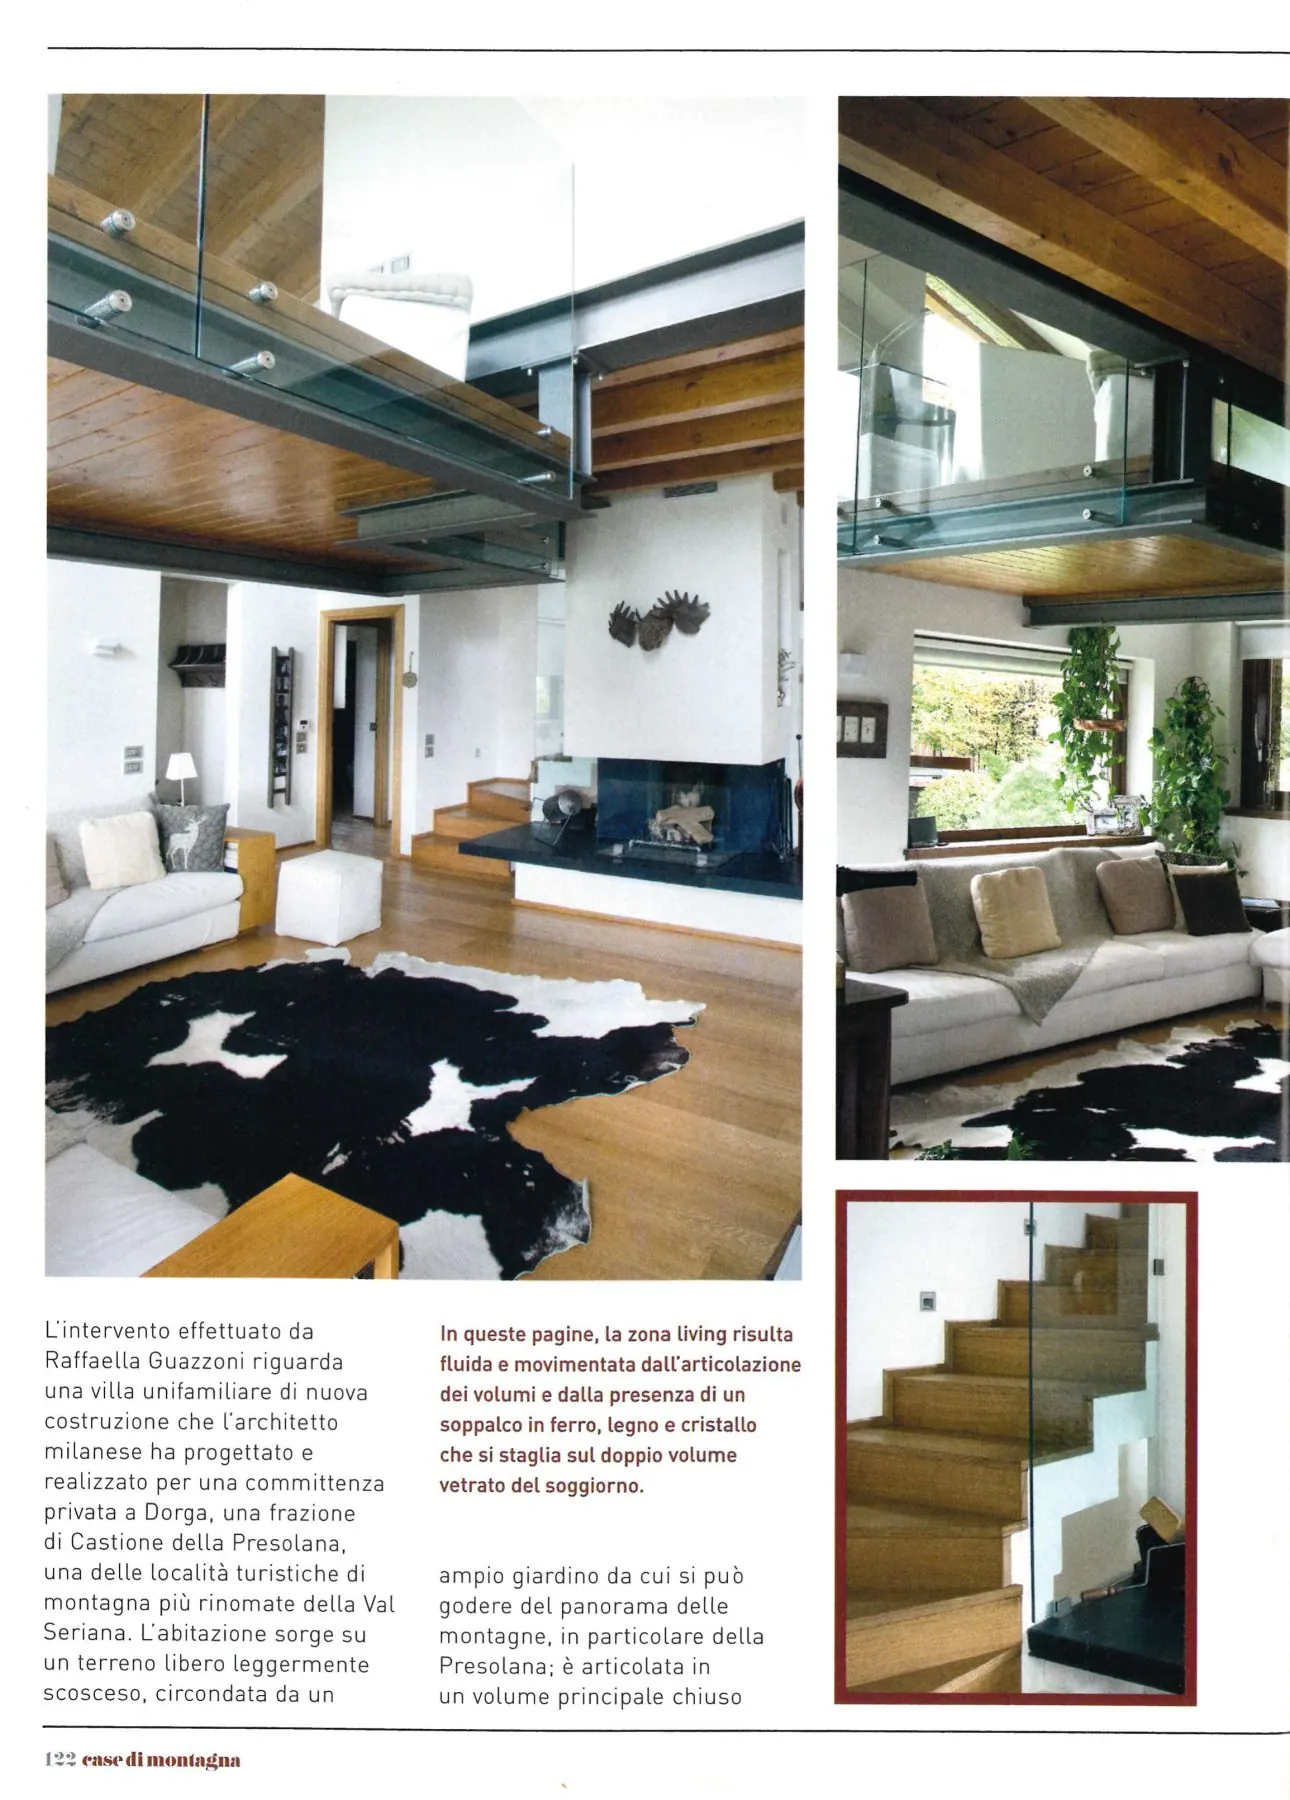 L'intervento effettuato da
Raffaella Guazzoni riguarda
una villa unifamiliare di nuova
costruzione che l'architetto
milanese ha progettato e
realizzato per una committenza
privata a Dorga, una frazione
di Castione della Presolana,
una delle località turistiche di
montagna più rinomate della Val
Seriana. L'abitazione sorge su
un terreno libero leggermente
scosceso, circondata da un
In queste pagine, la zona living risulta
fluida e movimentata dall'articolazione
dei volumi e dalla presenza di un
soppalco in ferro, legno e cristallo
che si staglia sul doppio volume
vetrato del soggiorno.
ampio giardino da cui si può
godere del panorama delle
montagne, in particolare della
Presolana; è articolata in
un volume principale chiuso
122 case di montagna